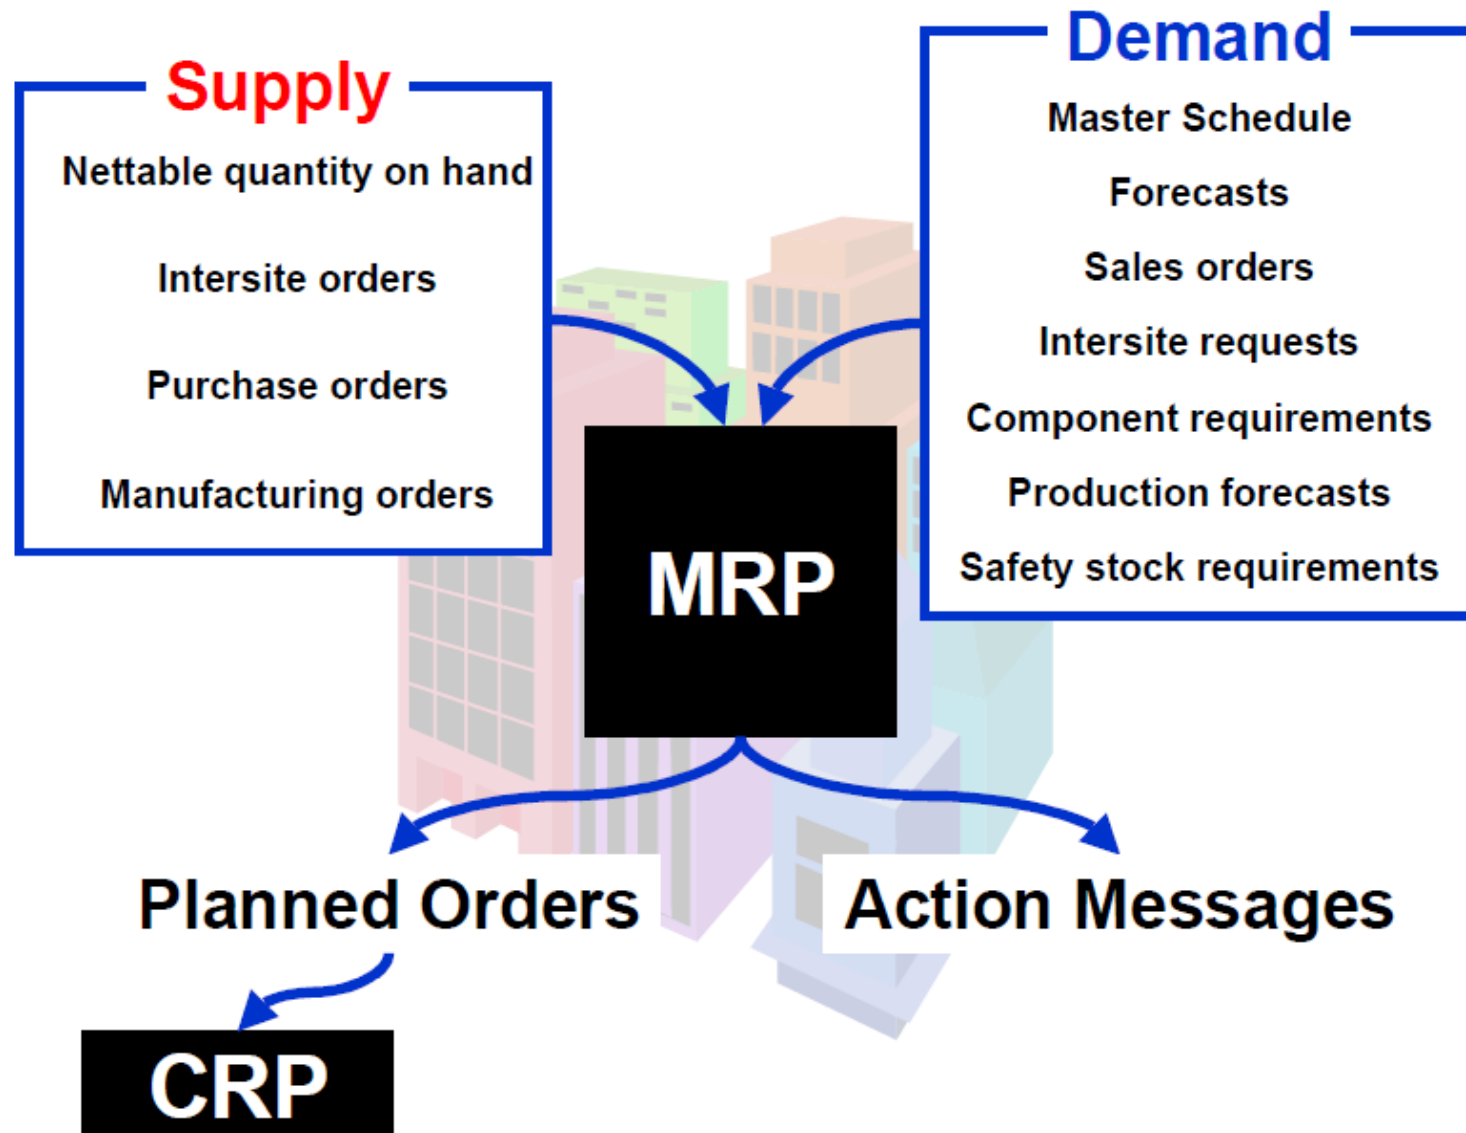 Supply
Nettable quantity on hand
Intersite orders
Purchase orders
Manufacturing orders
Demand
Master Schedule
Forecasts
Sales orders
Intersite requests
Component requirements
Production forecasts
Safety stock requirements
MRP
Planned Orders
Action Messages
CRP